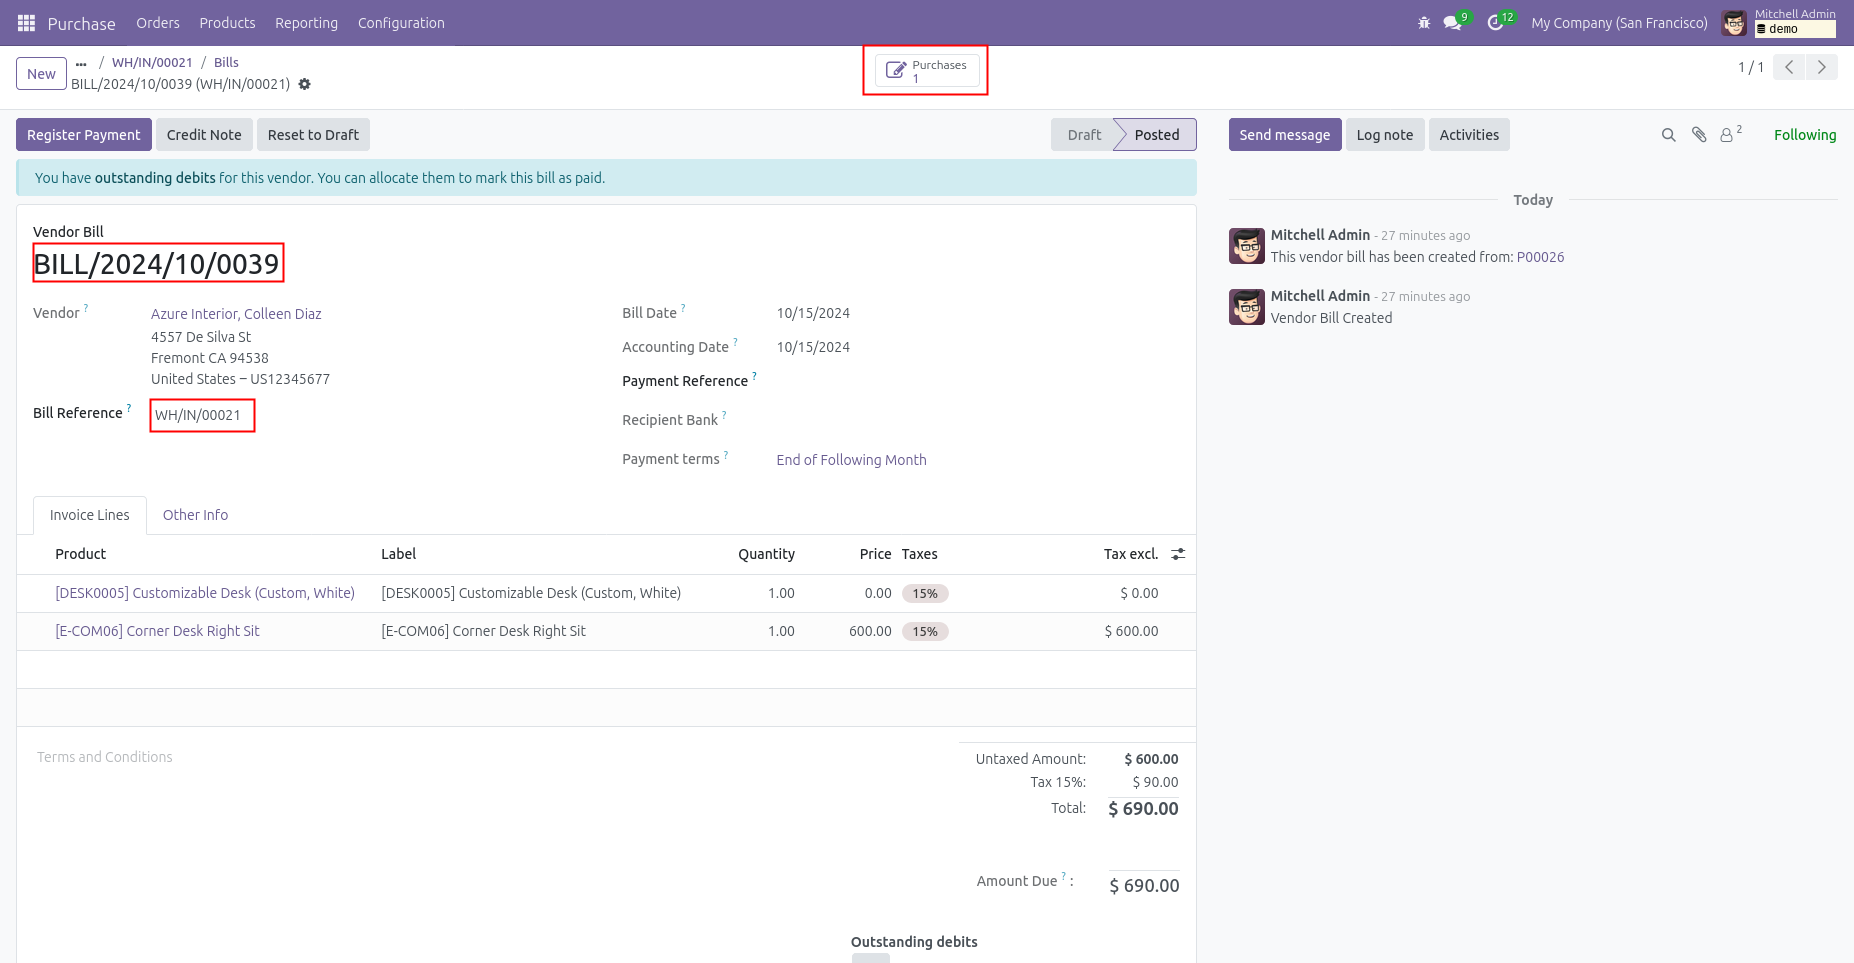 Purchase Orders Products Reporting Configuration 9 12 My Company (San Francisco) Mitchell Admin
demo
New ... / WH/IN/00021 / Bills
BILL/2024/10/0039 (WH/IN/00021)
Purchases
1
1 / 1
Register Payment Credit Note Reset to Draft Draft Posted
You have outstanding debits for this vendor. You can allocate them to mark this bill as paid.
Vendor Bill
BILL/2024/10/0039
Vendor ? Azure Interior, Colleen Diaz
4557 De Silva St
Fremont CA 94538
United States – US12345677
Bill Reference ? WH/IN/00021
Bill Date ? 10/15/2024
Accounting Date ? 10/15/2024
Payment Reference ?
Recipient Bank ?
Payment terms ? End of Following Month
Invoice Lines Other Info
Product Label Quantity Price Taxes Tax excl.
[DESK0005] Customizable Desk (Custom, White) [DESK0005] Customizable Desk (Custom, White) 1.00 0.00 15% $ 0.00
[E-COM06] Corner Desk Right Sit [E-COM06] Corner Desk Right Sit 1.00 600.00 15% $ 600.00
Terms and Conditions
Untaxed Amount: $ 600.00
Tax 15%: $ 90.00
Total: $ 690.00
Amount Due ? : $ 690.00
Outstanding debits
Send message Log note Activities 2 Following
Today
Mitchell Admin - 27 minutes ago
This vendor bill has been created from: P00026
Mitchell Admin - 27 minutes ago
Vendor Bill Created